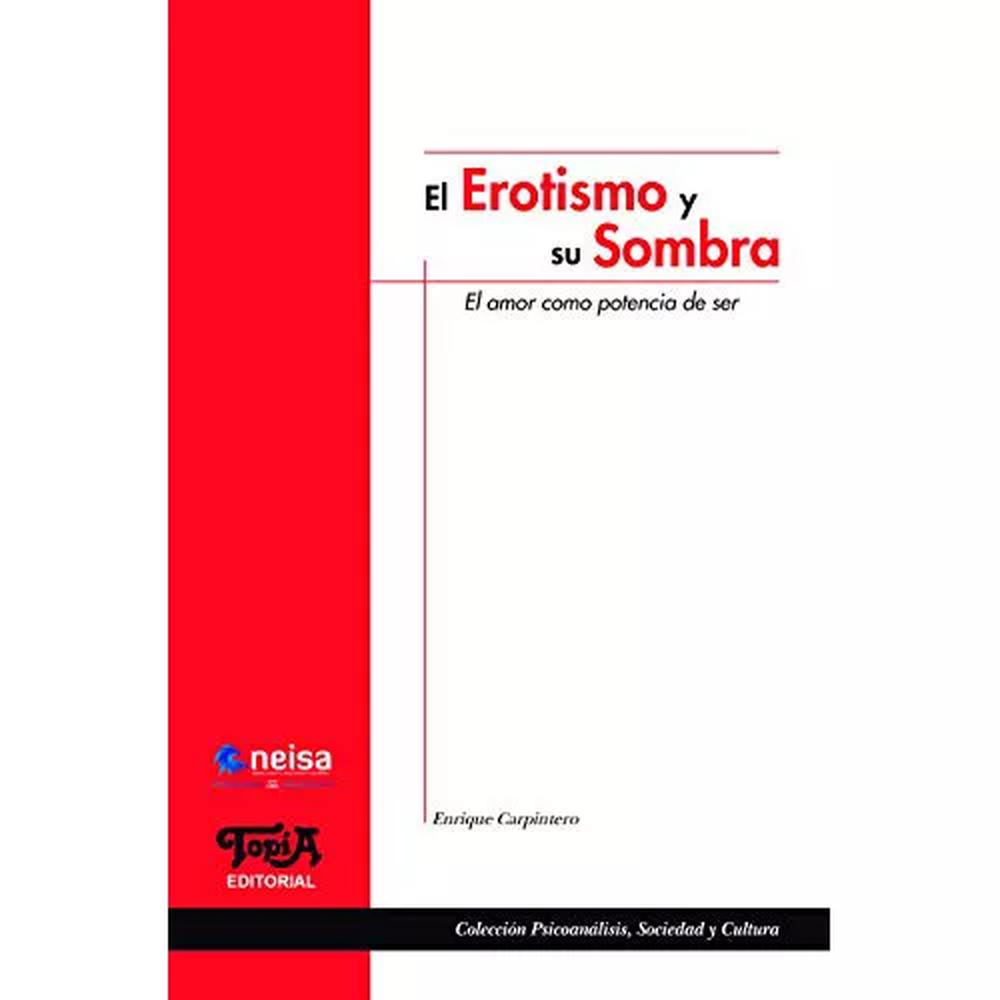 El Erotismo y
su Sombra
El amor como potencia de ser
neisa
Enrique Carpintero
TopíA
EDITORIAL
Colección Psicoanálisis, Sociedad y Cultura